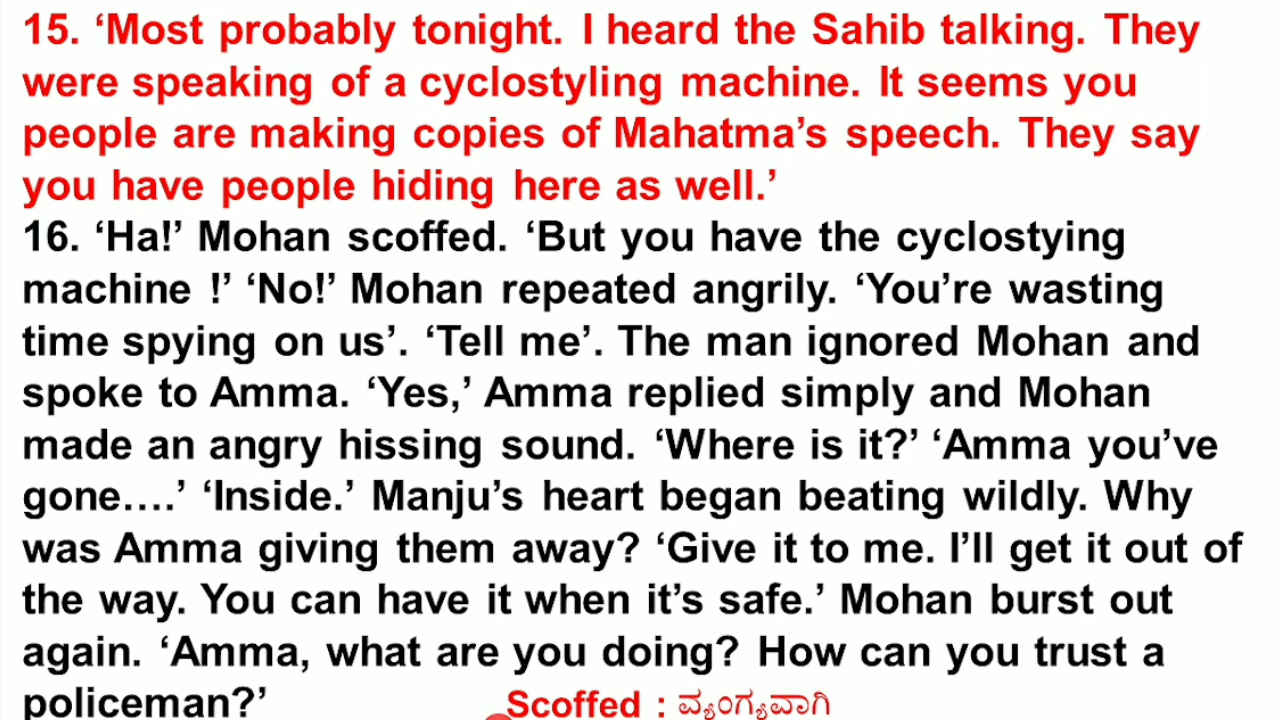 15. ‘Most probably tonight. I heard the Sahib talking. They
were speaking of a cyclostyling machine. It seems you
people are making copies of Mahatma’s speech. They say
you have people hiding here as well.’
16. ‘Ha!’ Mohan scoffed. ‘But you have the cyclostying
machine !’ ‘No!’ Mohan repeated angrily. ‘You’re wasting
time spying on us’. ‘Tell me’. The man ignored Mohan and
spoke to Amma. ‘Yes,’ Amma replied simply and Mohan
made an angry hissing sound. ‘Where is it?’ ‘Amma you’ve
gone....’ ‘Inside.’ Manju’s heart began beating wildly. Why
was Amma giving them away? ‘Give it to me. I’ll get it out of
the way. You can have it when it’s safe.’ Mohan burst out
again. ‘Amma, what are you doing? How can you trust a
policeman?’ Scoffed : ವ್ಯಂಗ್ಯವಾಗಿ